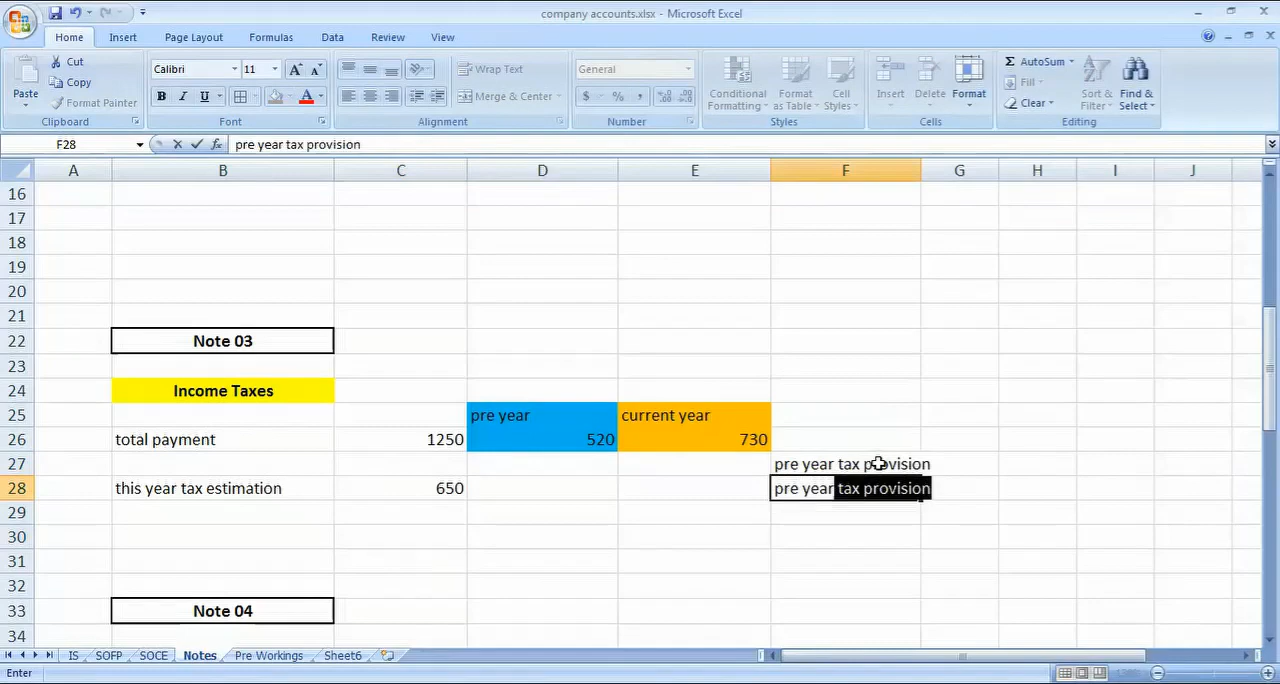 company accounts.xlsx - Microsoft Excel
Home Insert Page Layout Formulas Data Review View
Paste
Cut
Copy
Format Painter
Clipboard
Calibri 11 A A
B I U A
Font
Wrap Text
Merge & Center
Alignment
General
$ % ,
Number
Conditional Formatting
Format as Table
Cell Styles
Styles
Insert Delete Format
Cells
Σ AutoSum
Fill
Clear
Sort & Filter
Find & Select
Editing
F28 fx pre year tax provision
A B C D E F G H I J
16
17
18
19
20
21
22 Note 03
23
24 Income Taxes
25 pre year current year
26 total payment 1250 520 730
27 pre year tax provision
28 this year tax estimation 650 pre year tax provision
29
30
31
32
33 Note 04
34
IS SOFP SOCE Notes Pre Workings Sheet6
Enter